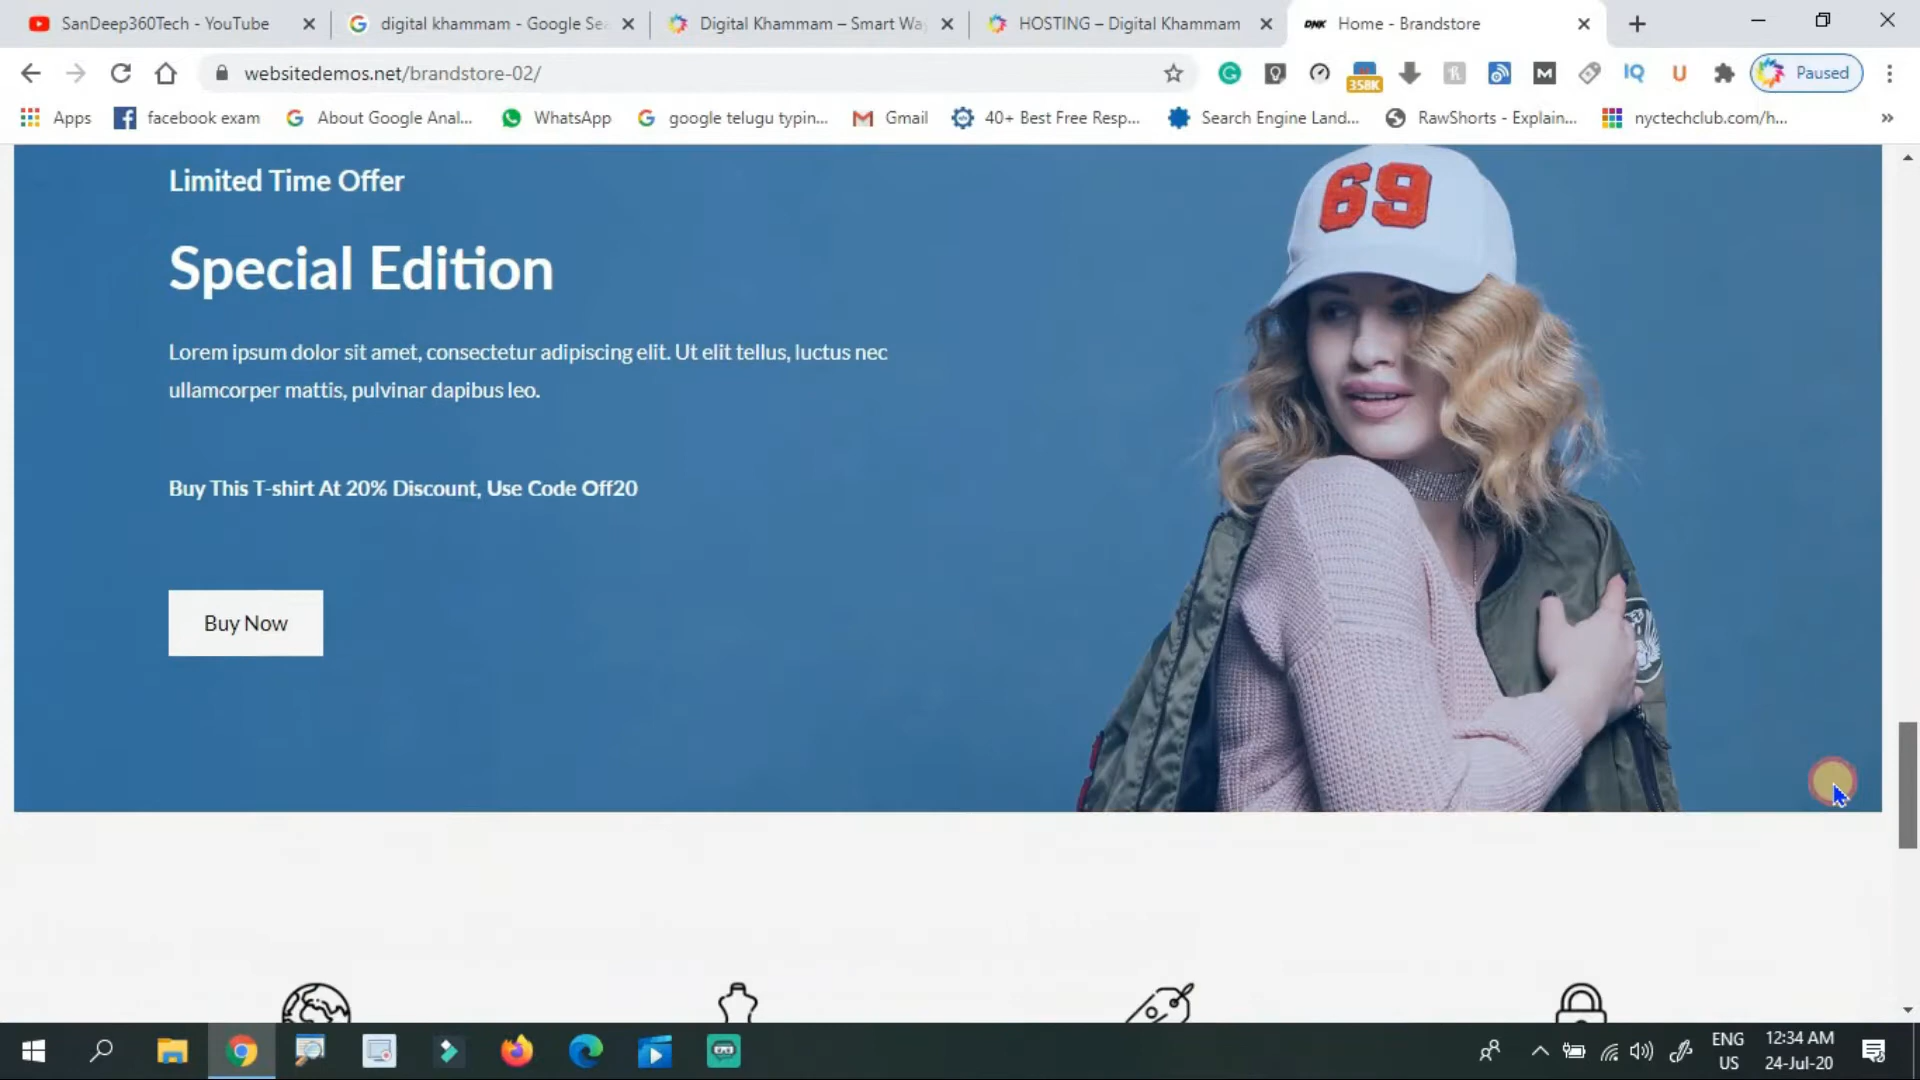 SanDeep360Tech - YouTube
digital khammam - Google Se
Digital Khammam – Smart Wa
HOSTING – Digital Khammam
DNK
Home - Brandstore
websitedemos.net/brandstore-02/
358K
IQ
U
M
Paused
Apps
facebook exam
About Google Anal...
WhatsApp
google telugu typin...
Gmail
40+ Best Free Resp...
Search Engine Land...
RawShorts - Explain...
nyctechclub.com/h...
»
Limited Time Offer
69
Special Edition
Lorem ipsum dolor sit amet, consectetur adipiscing elit. Ut elit tellus, luctus nec
ullamcorper mattis, pulvinar dapibus leo.
Buy This T-shirt At 20% Discount, Use Code Off20
Buy Now
ENG
US
12:34 AM
24-Jul-20